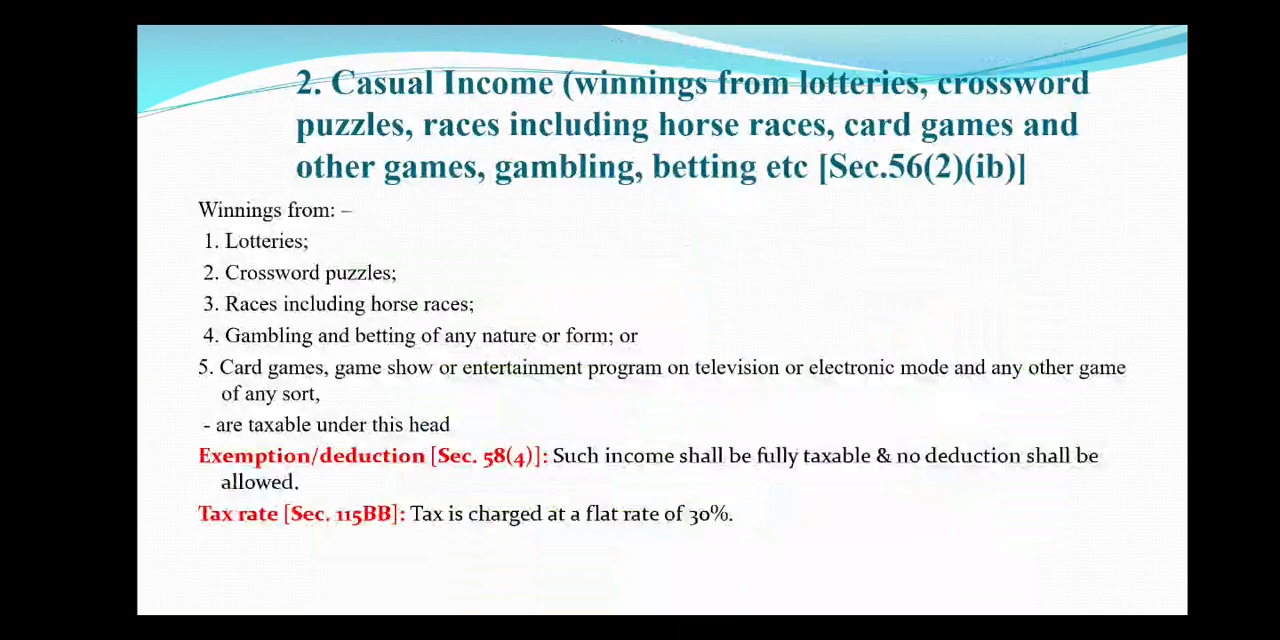 2. Casual Income (winnings from lotteries, crossword
puzzles, races including horse races, card games and
other games, gambling, betting etc [Sec.56(2)(ib)]
Winnings from: –
1. Lotteries;
2. Crossword puzzles;
3. Races including horse races;
4. Gambling and betting of any nature or form; or
5. Card games, game show or entertainment program on television or electronic mode and any other game
of any sort,
- are taxable under this head
Exemption/deduction [Sec. 58(4)]: Such income shall be fully taxable & no deduction shall be
allowed.
Tax rate [Sec. 115BB]: Tax is charged at a flat rate of 30%.